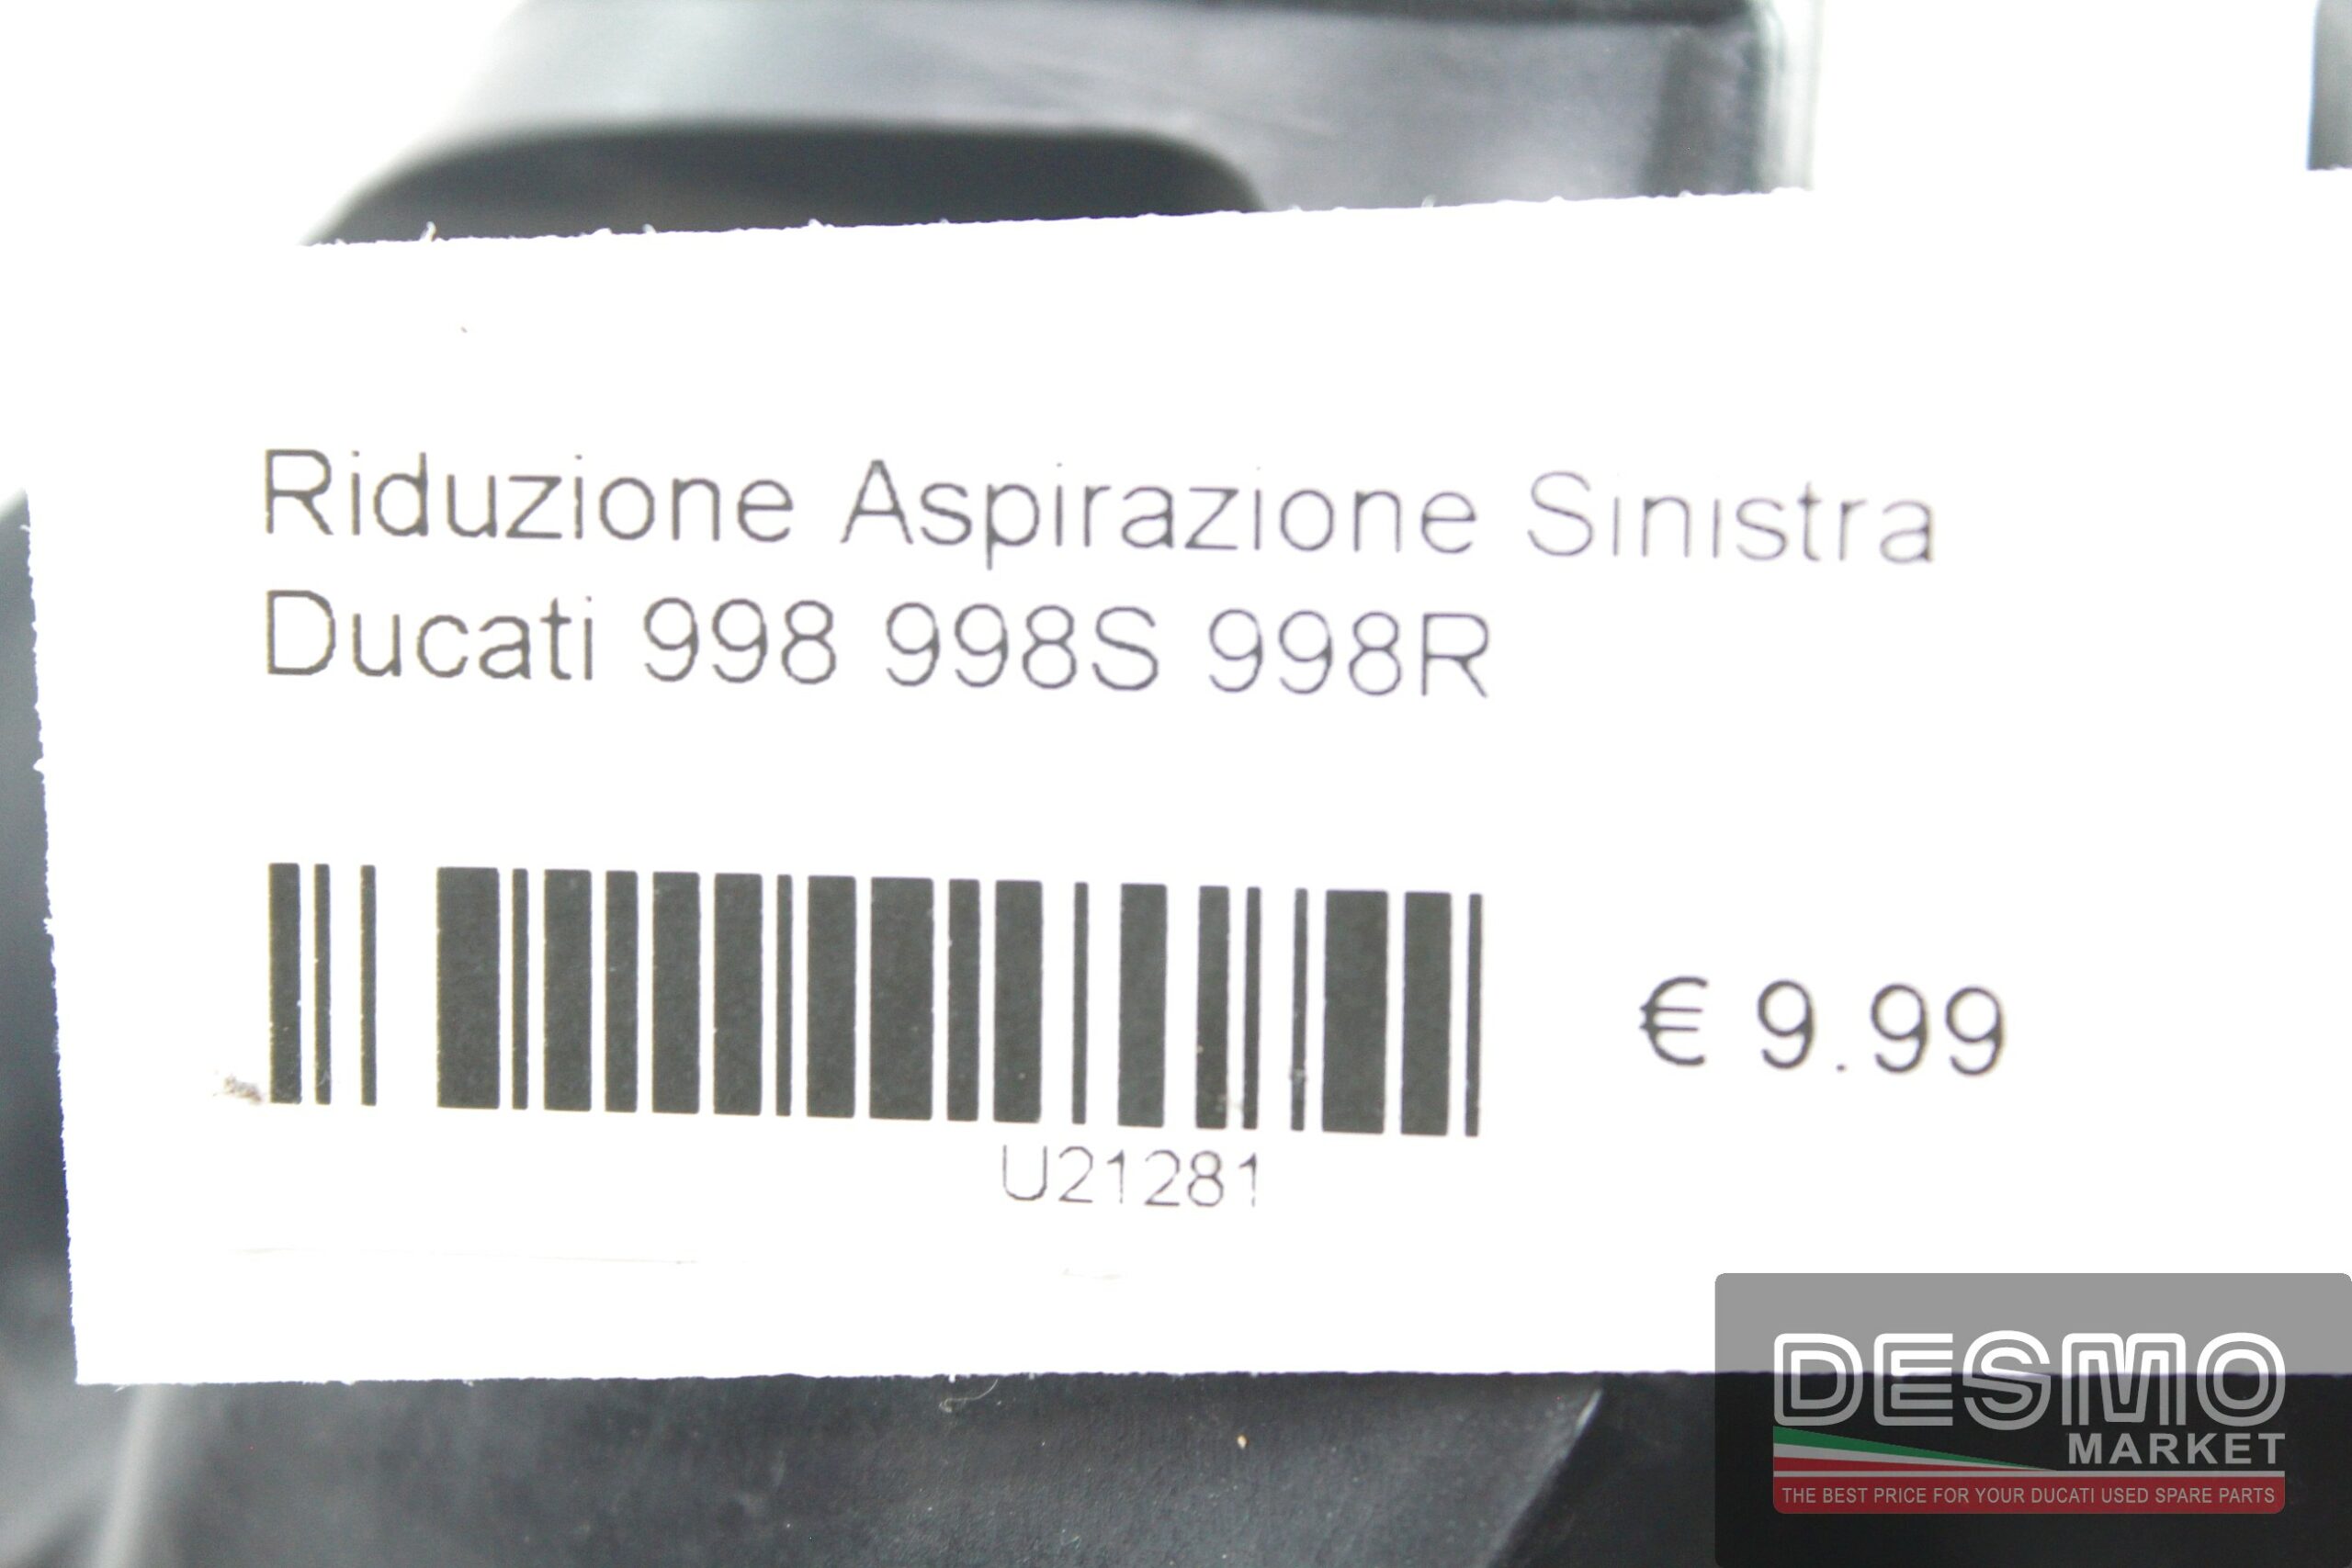 Riduzione Aspirazione Sinistra
Ducati 998 998S 998R
€ 9.99
U21281
DESMO
MARKET
THE BEST PRICE FOR YOUR DUCATI USED SPARE PARTS